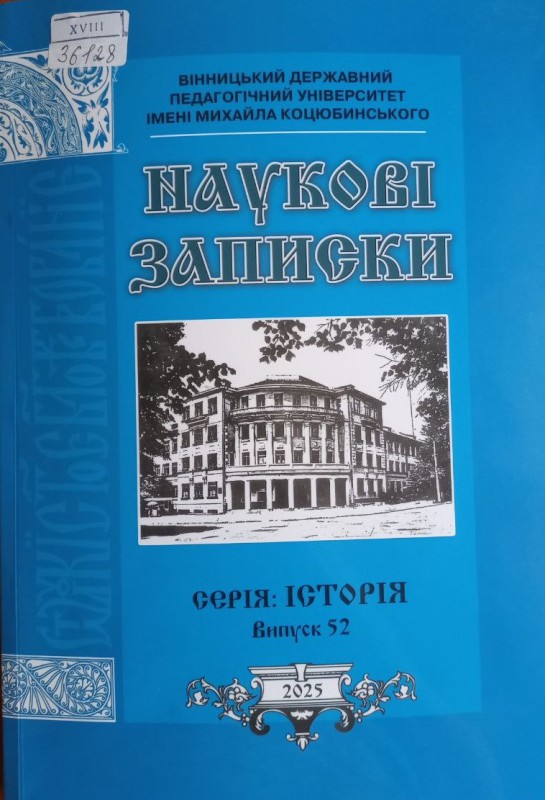 XVIII
36128
ВІННИЦЬКИЙ ДЕРЖАВНИЙ
ПЕДАГОГІЧНИЙ УНІВЕРСИТЕТ
ІМЕНІ МИХАЙЛА КОЦЮБИНСЬКОГО
НАУКОВІ
ЗАПИСКИ
СЕРІЯ: ІСТОРІЯ
Випуск 52
2025